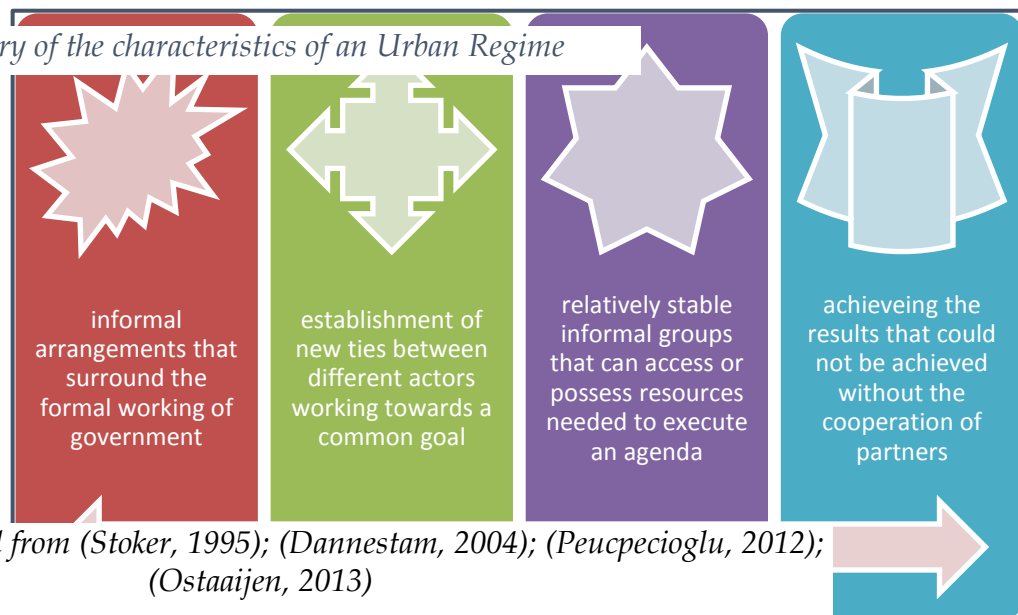 ry of the characteristics of an Urban Regime
informal
arrangements that
surround the
formal working of
government
establishment of
new ties between
different actors
working towards a
common goal
relatively stable
informal groups
that can access or
possess resources
needed to execute
an agenda
achieveing the
results that could
not be achieved
without the
cooperation of
partners
from (Stoker, 1995); (Dannestam, 2004); (Peucpecioglu, 2012);
(Ostaaijen, 2013)